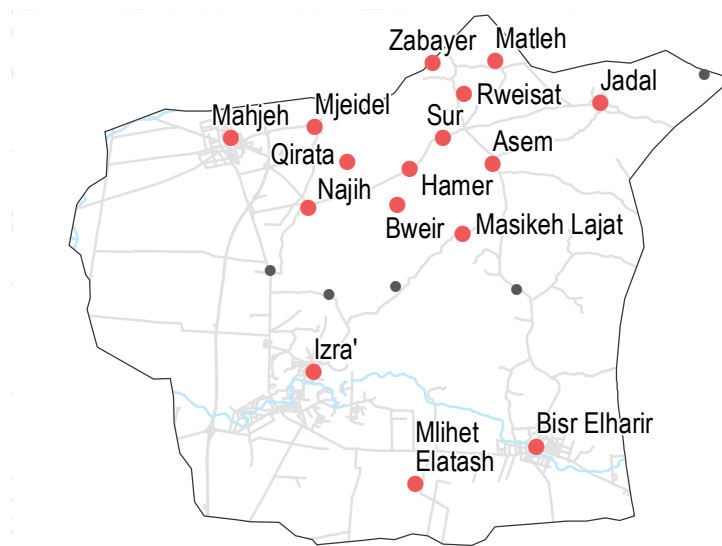 Zabayer
Matleh
Jadal
Rweisat
Mahjeh
Mjeidel
Sur
Asem
Qirata
Hamer
Najih
Bweir
Masikeh Lajat
Izra'
Bisr Elharir
Mlihet
Elatash